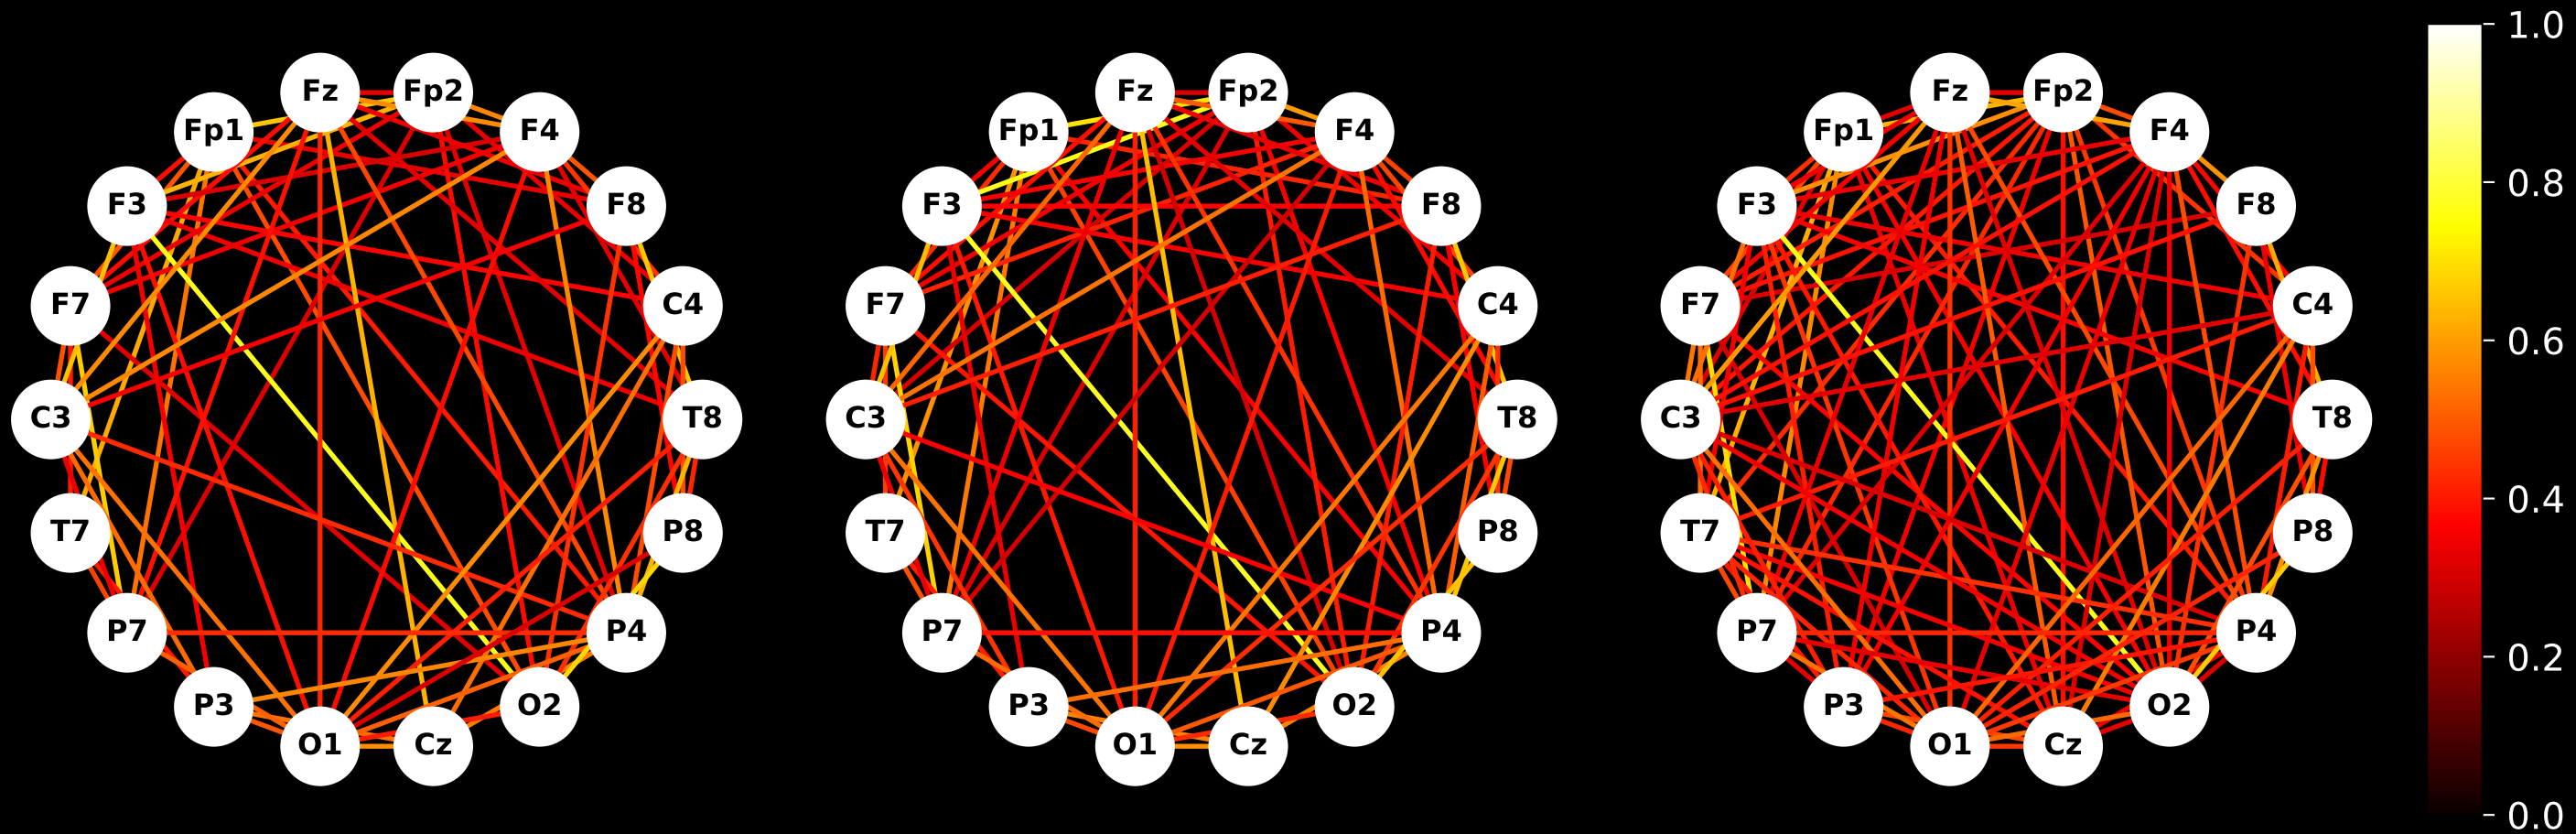 Fz Fp2
Fp1 F4
F3 F8
F7 C4
C3 T8
T7 P8
P7 P4
P3 O2
O1 Cz
Fz Fp2
Fp1 F4
F3 F8
F7 C4
C3 T8
T7 P8
P7 P4
P3 O2
O1 Cz
Fz Fp2
Fp1 F4
F3 F8
F7 C4
C3 T8
T7 P8
P7 P4
P3 O2
O1 Cz
1.0
0.8
0.6
0.4
0.2
0.0